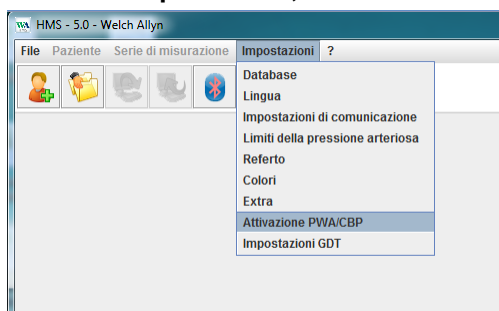 HMS - 5.0 - Welch Allyn
File Paziente Serie di misurazione Impostazioni ?
Database
Lingua
Impostazioni di comunicazione
Limiti della pressione arteriosa
Referto
Colori
Extra
Attivazione PWA/CBP
Impostazioni GDT